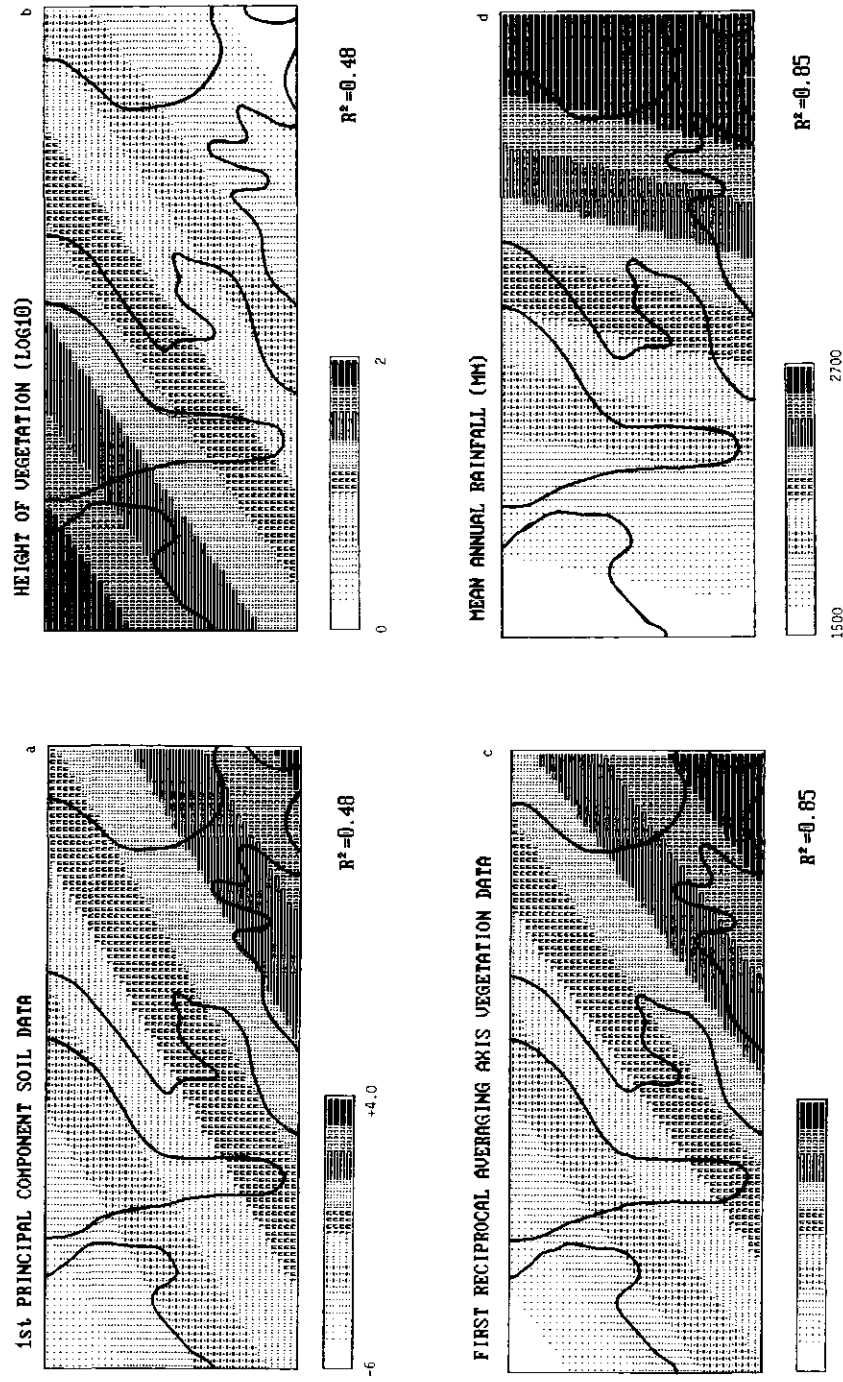 a
1st PRINCIPAL COMPONENT SOIL DATA
-6
+4.0
R²=0.48
b
HEIGHT OF VEGETATION (LOG10)
0
2
R²=0.48
c
FIRST RECIPROCAL AVERAGING AXIS VEGETATION DATA
R²=0.85
d
MEAN ANNUAL RAINFALL (MM)
1500
2700
R²=0.85